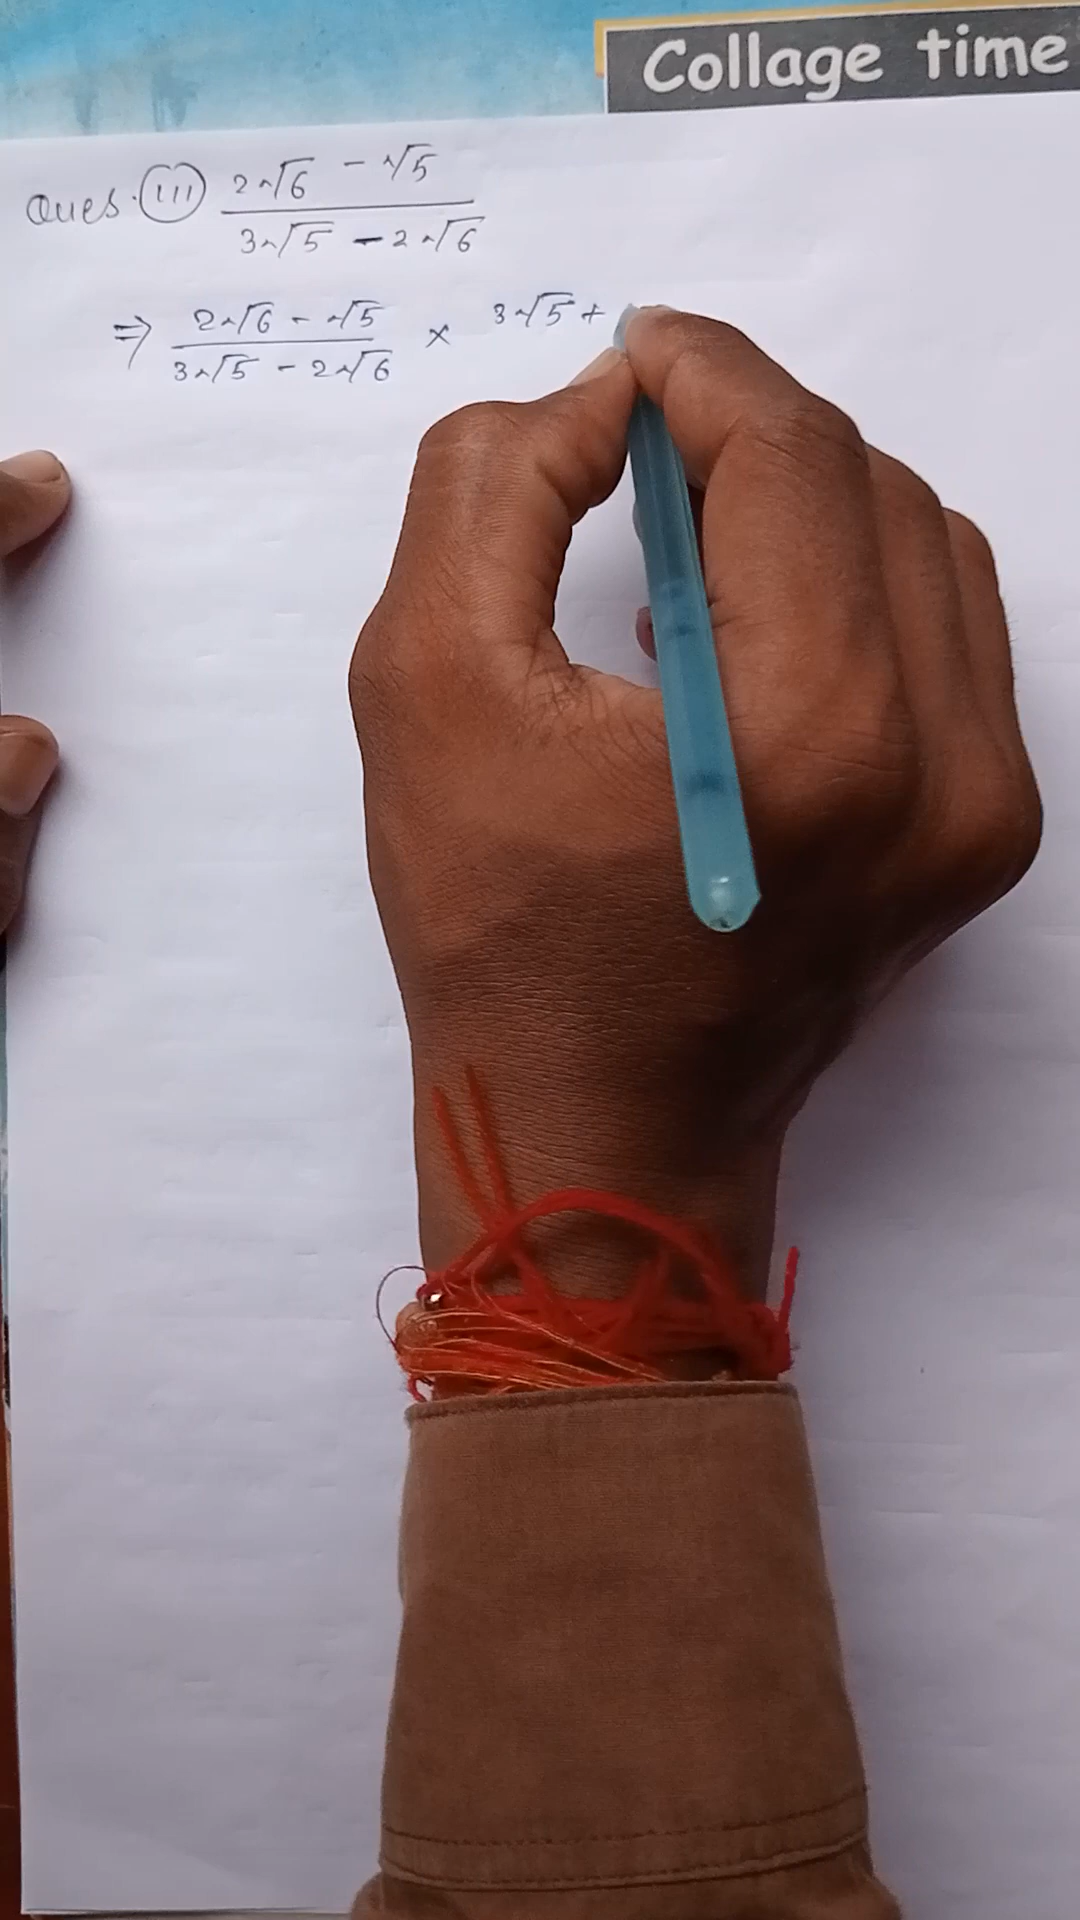 Collage time
Ques. (iii) (2√6 - √5) / (3√5 - 2√6)
⇒ (2√6 - √5) / (3√5 - 2√6) × 3√5 +